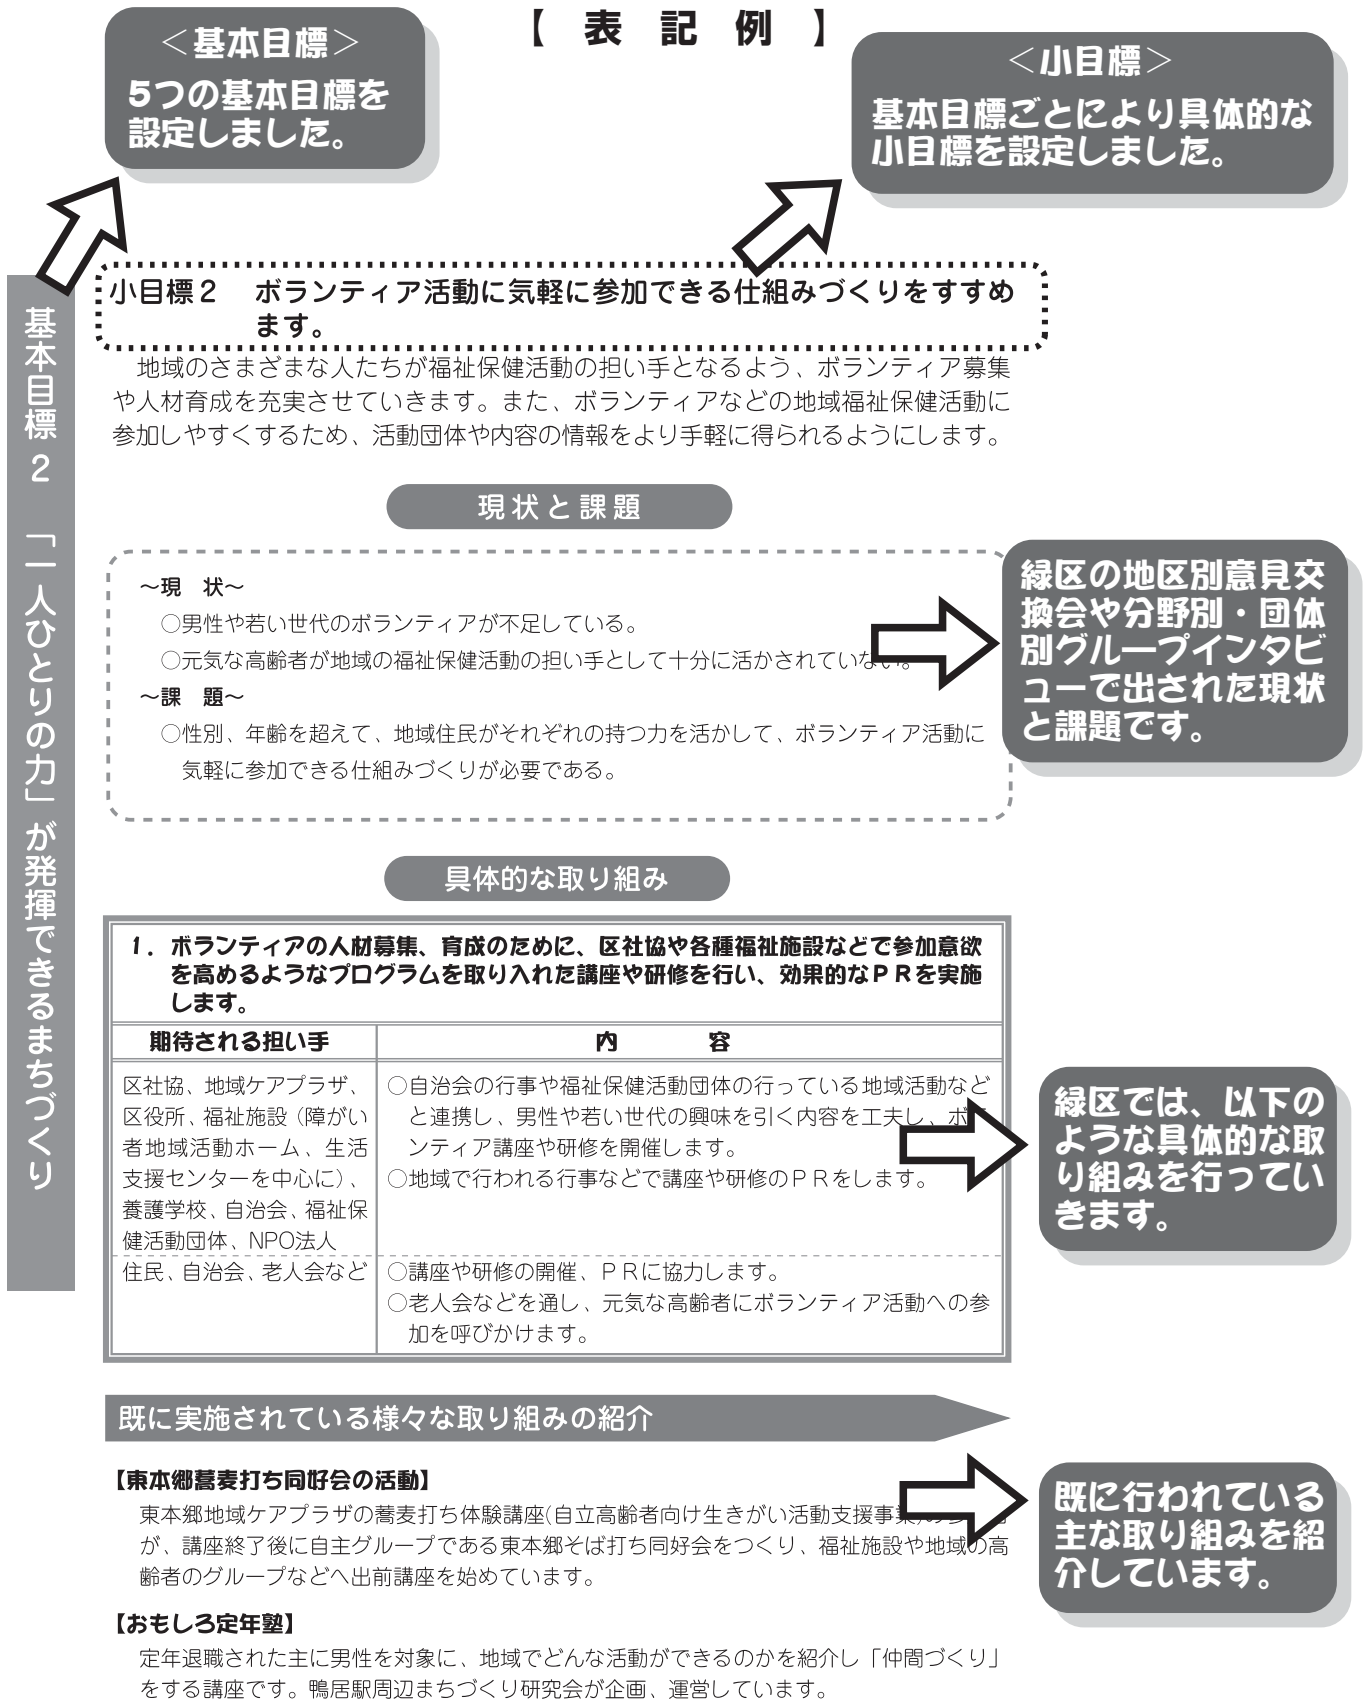 【 表 記 例 】
＜基本目標＞
5つの基本目標を
設定しました。
＜小目標＞
基本目標ごとにより具体的な
小目標を設定しました。
基本目標２ 「一人ひとりの力」が発揮できるまちづくり
小目標２ ボランティア活動に気軽に参加できる仕組みづくりをすすめ
ます。
地域のさまざまな人たちが福祉保健活動の担い手となるよう、ボランティア募集
や人材育成を充実させていきます。また、ボランティアなどの地域福祉保健活動に
参加しやすくするため、活動団体や内容の情報をより手軽に得られるようにします。
現状と課題
～現 状～
○男性や若い世代のボランティアが不足している。
○元気な高齢者が地域の福祉保健活動の担い手として十分に活かされていない。
～課 題～
○性別、年齢を超えて、地域住民がそれぞれの持つ力を活かして、ボランティア活動に
気軽に参加できる仕組みづくりが必要である。
緑区の地区別意見交
換会や分野別・団体
別グループインタビ
ューで出された現状
と課題です。
具体的な取り組み
１．ボランティアの人材募集、育成のために、区社協や各種福祉施設などで参加意欲
を高めるようなプログラムを取り入れた講座や研修を行い、効果的なＰＲを実施
します。
期待される担い手
内 容
区社協、地域ケアプラザ、
区役所、福祉施設（障がい
者地域活動ホーム、生活
支援センターを中心に）、
養護学校、自治会、福祉保
健活動団体、NPO法人
○自治会の行事や福祉保健活動団体の行っている地域活動など
と連携し、男性や若い世代の興味を引く内容を工夫し、ボラ
ンティア講座や研修を開催します。
○地域で行われる行事などで講座や研修のＰＲをします。
住民、自治会、老人会など
○講座や研修の開催、ＰＲに協力します。
○老人会などを通し、元気な高齢者にボランティア活動への参
加を呼びかけます。
緑区では、以下の
ような具体的な取
り組みを行ってい
きます。
既に実施されている様々な取り組みの紹介
【東本郷蕎麦打ち同好会の活動】
東本郷地域ケアプラザの蕎麦打ち体験講座(自立高齢者向け生きがい活動支援事業)の
が、講座終了後に自主グループである東本郷そば打ち同好会をつくり、福祉施設や地域の高
齢者のグループなどへ出前講座を始めています。
【おもしろ定年塾】
定年退職された主に男性を対象に、地域でどんな活動ができるのかを紹介し「仲間づくり」
をする講座です。鴨居駅周辺まちづくり研究会が企画、運営しています。
既に行われている
主な取り組みを紹
介しています。